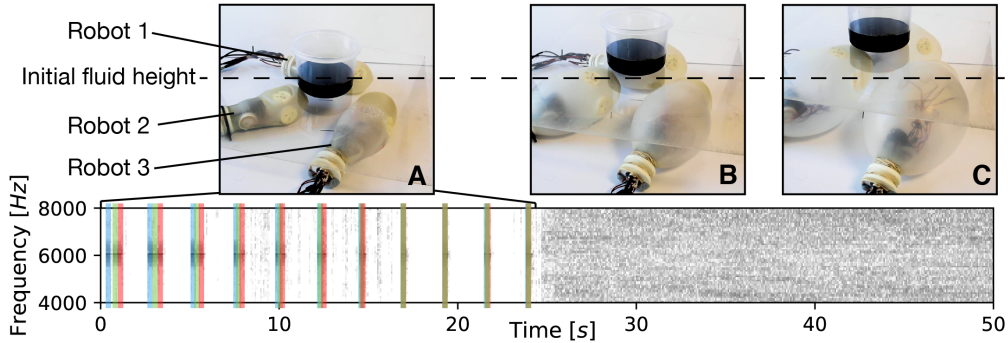 Robot 1
Initial fluid height
Robot 2
Robot 3
A
B
C
Frequency [Hz]
8000
6000
4000
0
10
20
30
40
50
Time [s]